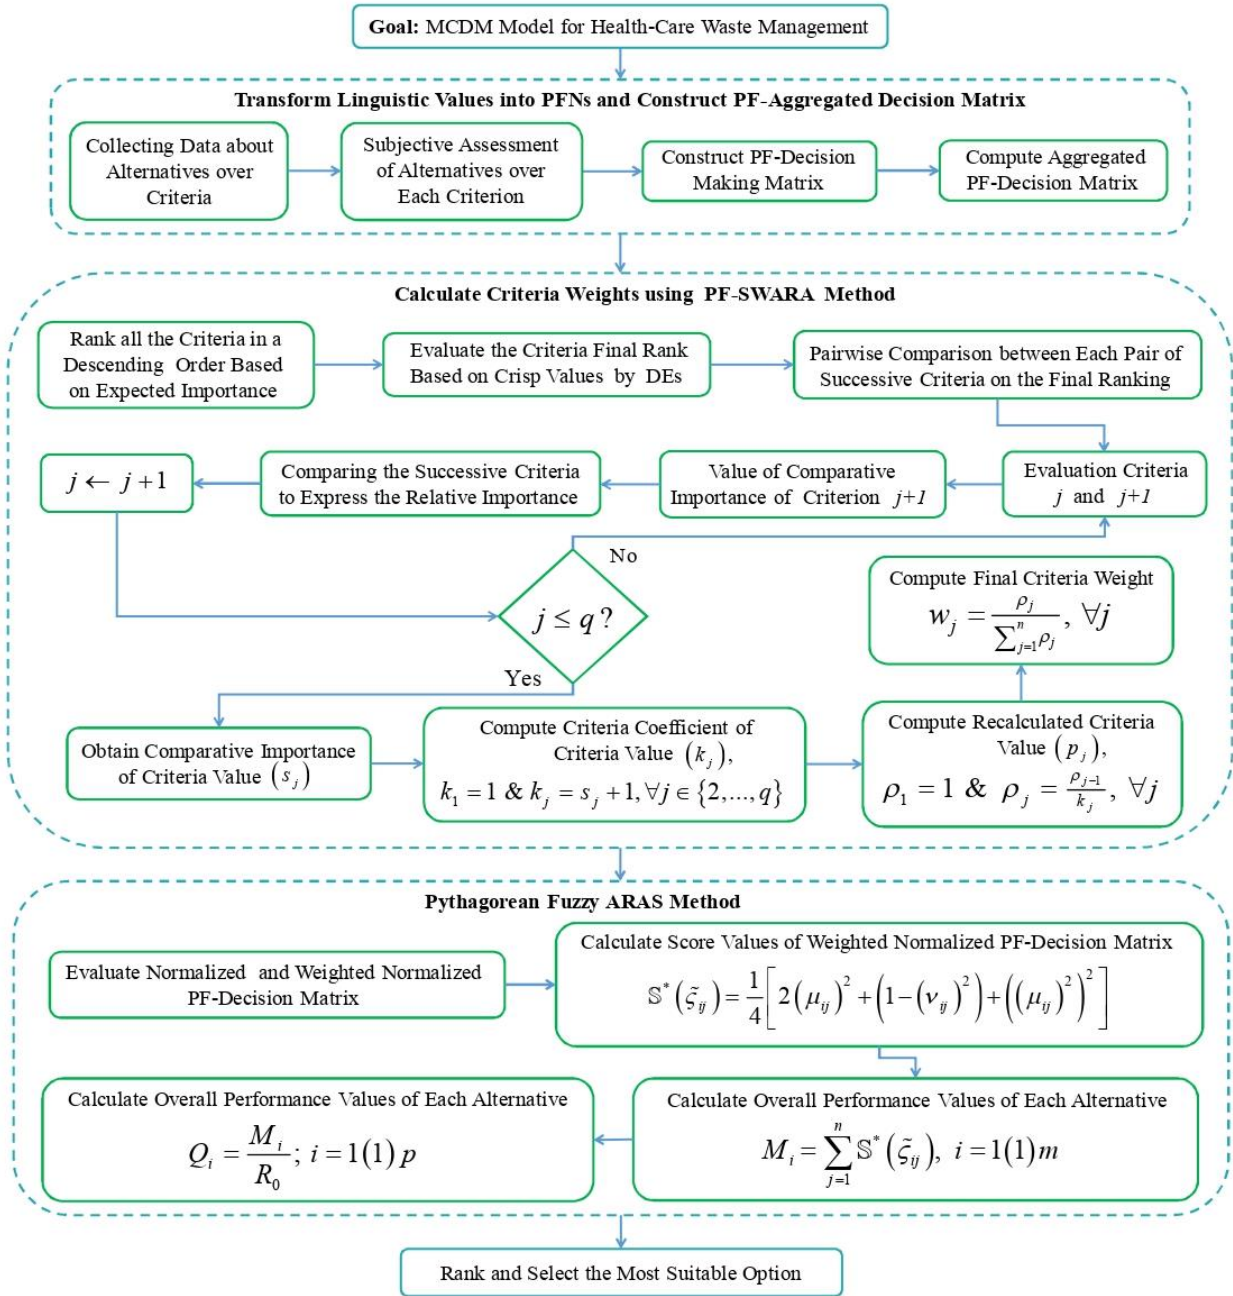 Goal: MCDM Model for Health-Care Waste Management
Transform Linguistic Values into PFNs and Construct PF-Aggregated Decision Matrix
Collecting Data about
Alternatives over
Criteria
Subjective Assessment
of Alternatives over
Each Criterion
Construct PF-Decision
Making Matrix
Compute Aggregated
PF-Decision Matrix
Calculate Criteria Weights using PF-SWARA Method
Rank all the Criteria in a
Descending Order Based
on Expected Importance
Evaluate the Criteria Final Rank
Based on Crisp Values by DEs
Pairwise Comparison between Each Pair of
Successive Criteria on the Final Ranking
Evaluation Criteria
j and j+1
Value of Comparative
Importance of Criterion j+1
Comparing the Successive Criteria
to Express the Relative Importance
j ← j+1
No
j ≤ q ?
Yes
Obtain Comparative Importance
of Criteria Value (s_j)
Compute Criteria Coefficient of
Criteria Value (k_j),
k_1 = 1 & k_j = s_j + 1, ∀j ∈ {2,...,q}
Compute Recalculated Criteria
Value (p_j),
ρ_1 = 1 & ρ_j = ρ_{j-1}/k_j, ∀j
Compute Final Criteria Weight
w_j = ρ_j/∑_{j=1}^{n} ρ_j, ∀j
Pythagorean Fuzzy ARAS Method
Evaluate Normalized and Weighted Normalized
PF-Decision Matrix
Calculate Score Values of Weighted Normalized PF-Decision Matrix
𝕊*(ξ̃_ij) = 1/4[2(μ_ij)^2 + (1-(ν_ij)^2) + ((μ_ij)^2)^2]
Calculate Overall Performance Values of Each Alternative
M_i = ∑_{j=1}^{n} 𝕊*(ξ̃_ij), i = 1(1)m
Calculate Overall Performance Values of Each Alternative
Q_i = M_i/R_0; i = 1(1)p
Rank and Select the Most Suitable Option